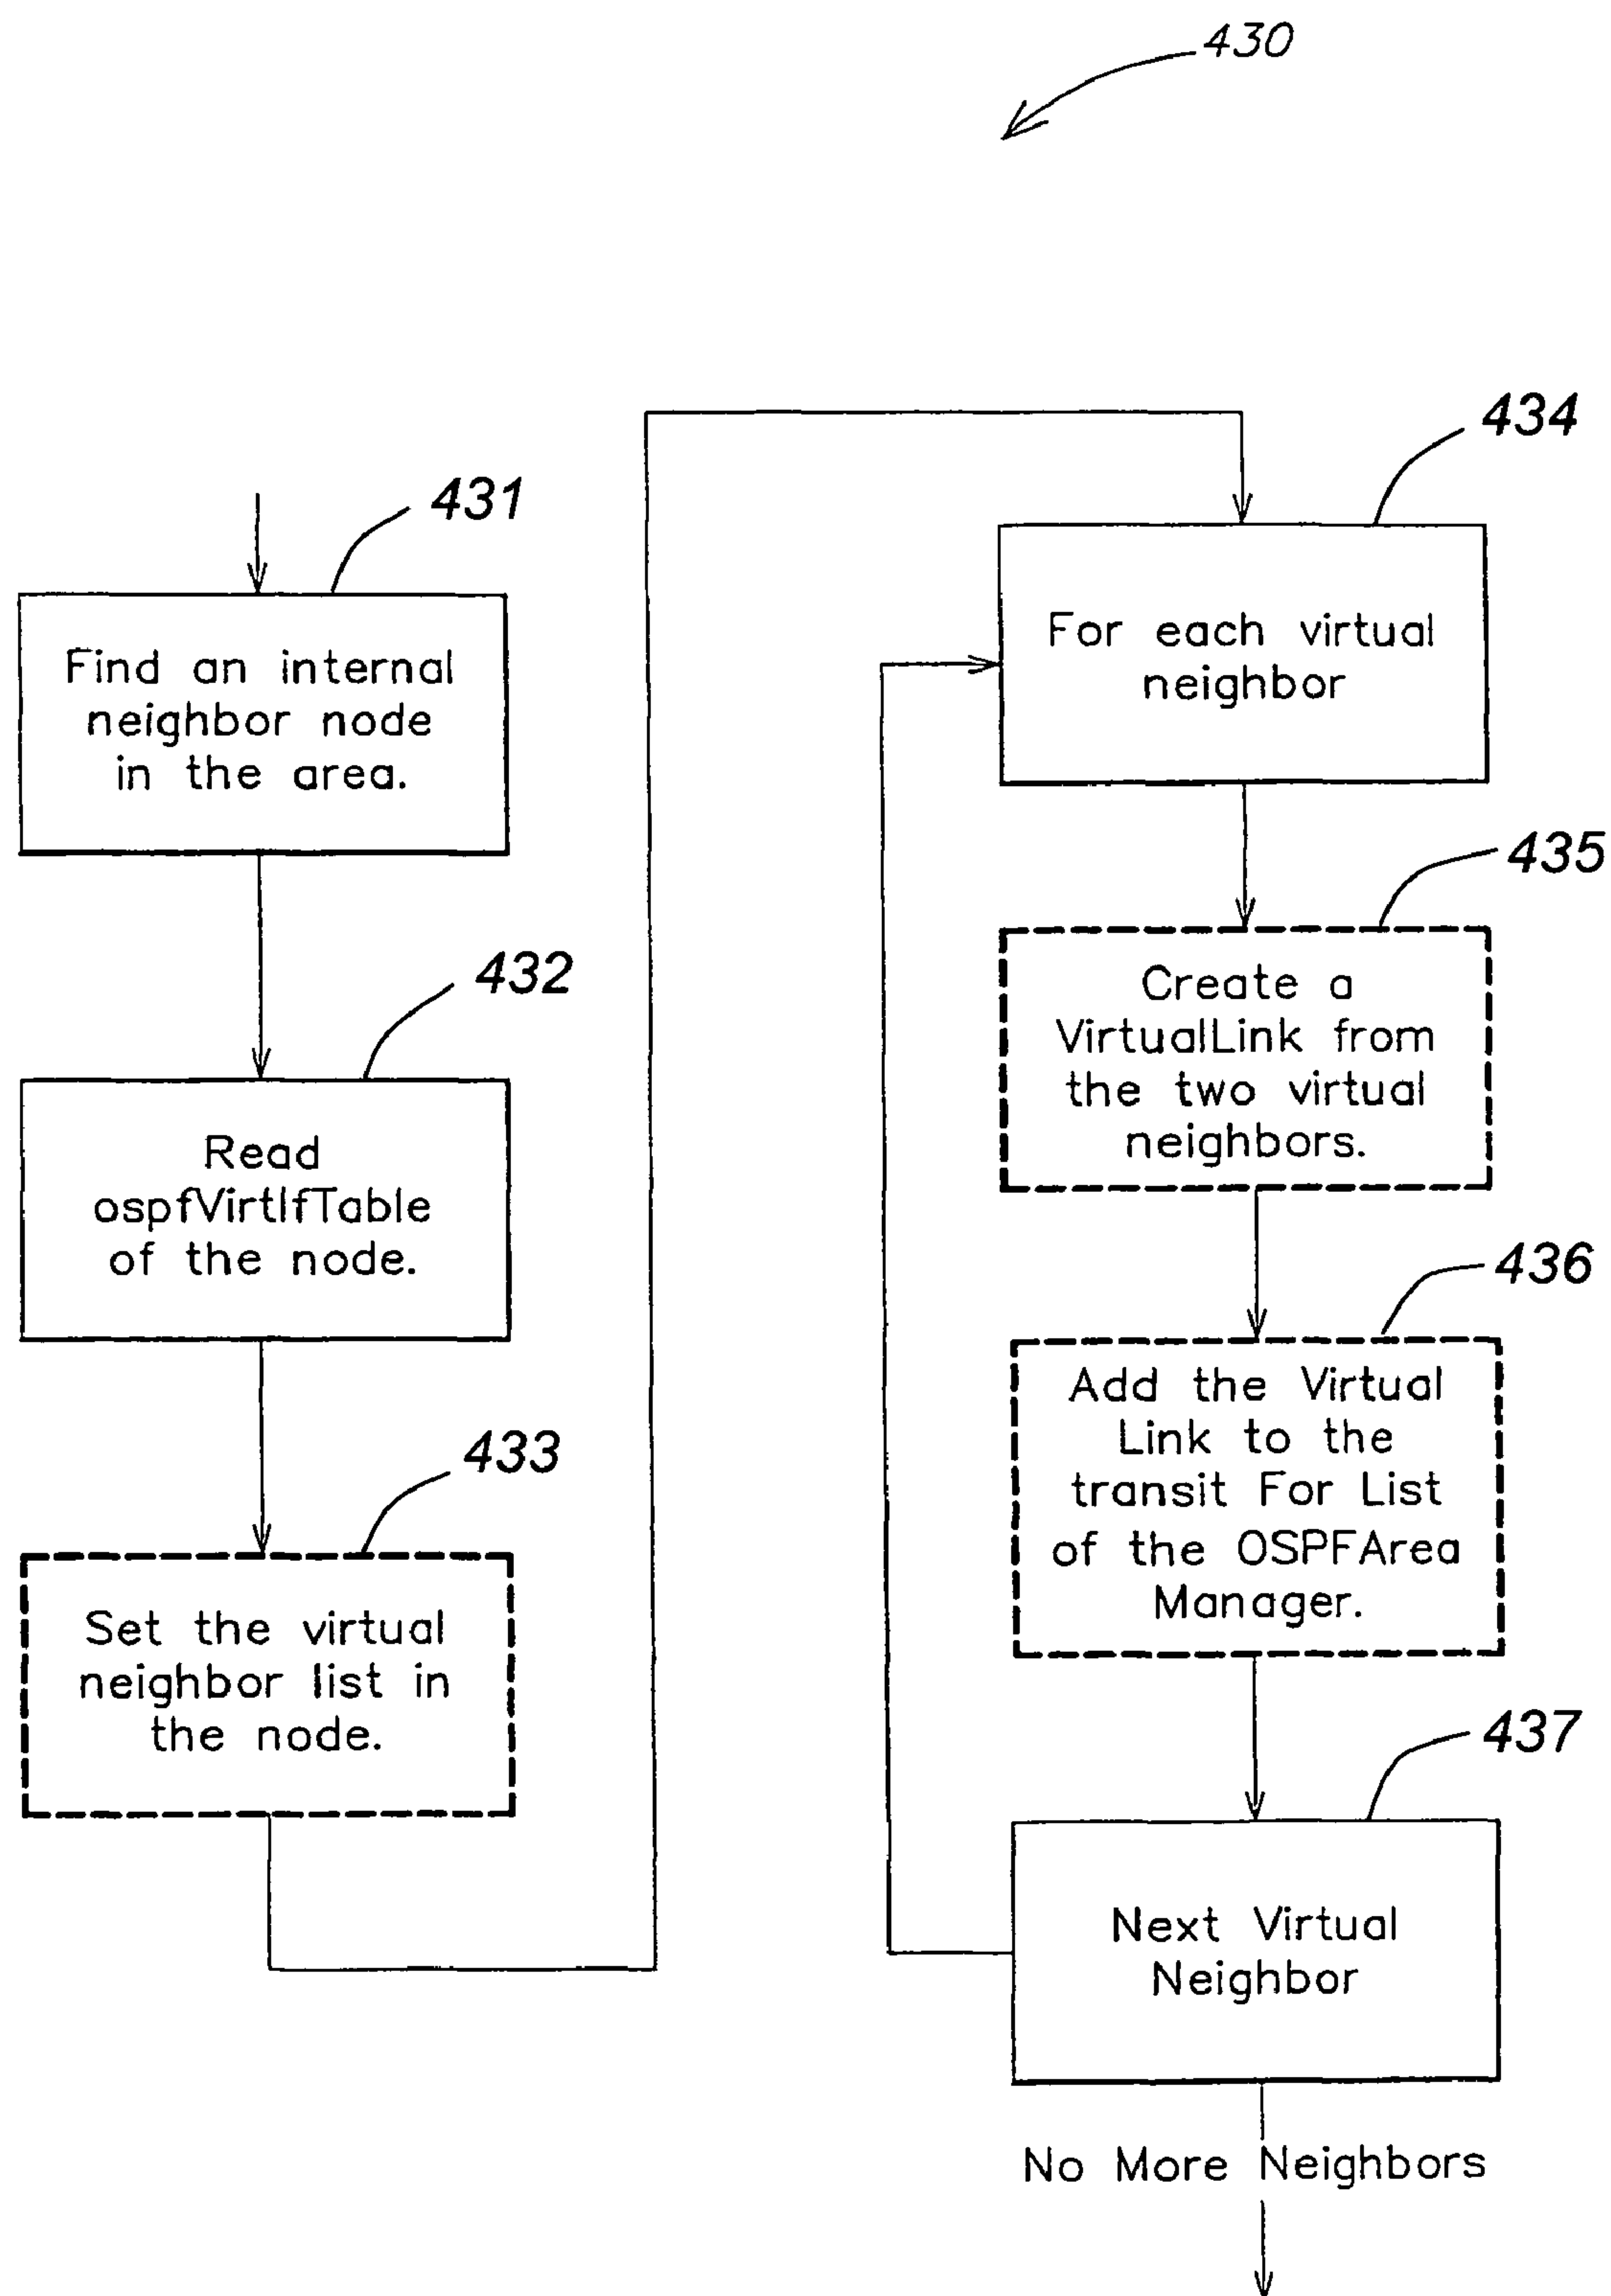 430
431
Find an internal
neighbor node
in the area.
432
Read
ospfVirtIfTable
of the node.
433
Set the virtual
neighbor list in
the node.
434
For each virtual
neighbor
435
Create a
VirtualLink from
the two virtual
neighbors.
436
Add the Virtual
Link to the
transit For List
of the OSPFArea
Manager.
437
Next Virtual
Neighbor
No More Neighbors